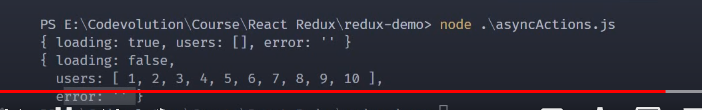 PS E:\Codevolution\Course\React Redux\redux-demo> node .\asyncActions.js
{ loading: true, users: [], error: '' }
{ loading: false,
users: [ 1, 2, 3, 4, 5, 6, 7, 8, 9, 10 ],
error: '' }